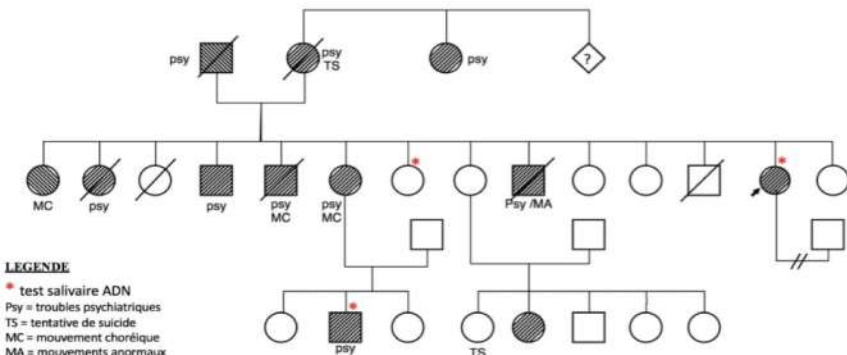 psy
psy
TS
psy
?
MC
psy
psy
psy
MC
psy
MC
Psy /MA
LEGENDE
* test salivaire ADN
Psy = troubles psychiatriques
TS = tentative de suicide
MC = mouvement choréique
MA = mouvements anormaux
psy
TS